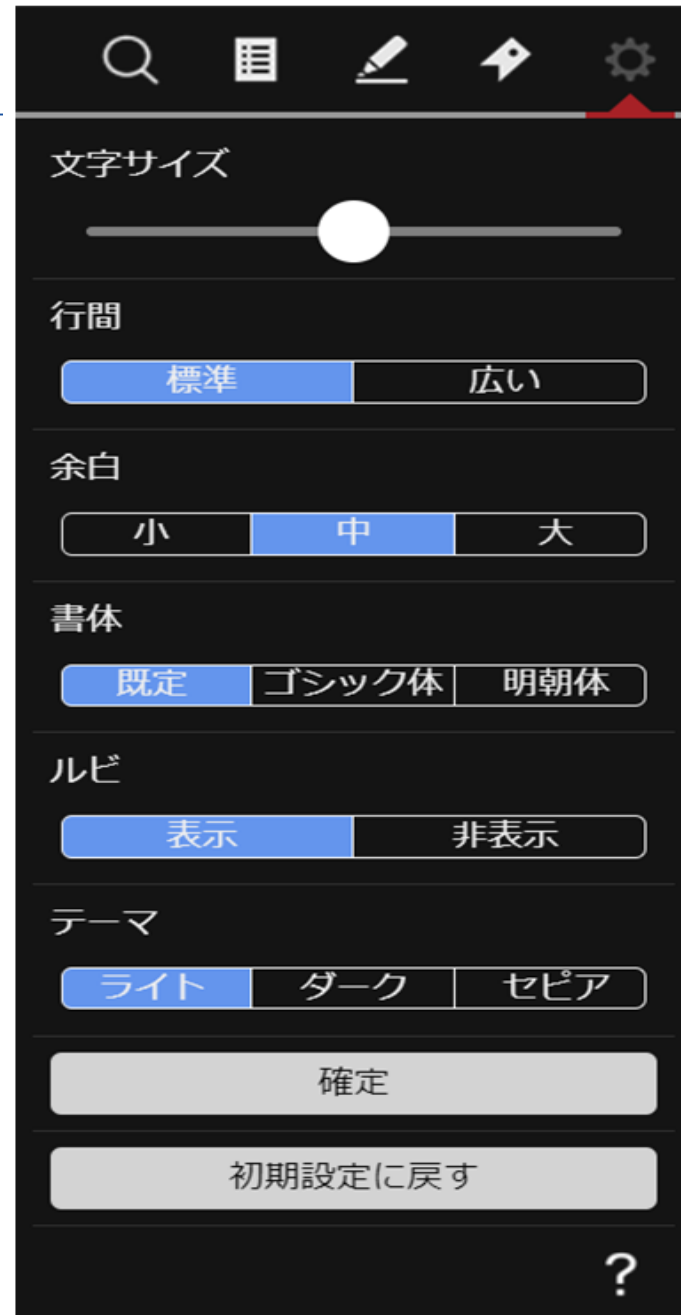 文字サイズ
行間
標準 広い
余白
小 中 大
書体
既定 ゴシック体 明朝体
ルビ
表示 非表示
テーマ
ライト ダーク セピア
確定
初期設定に戻す
?